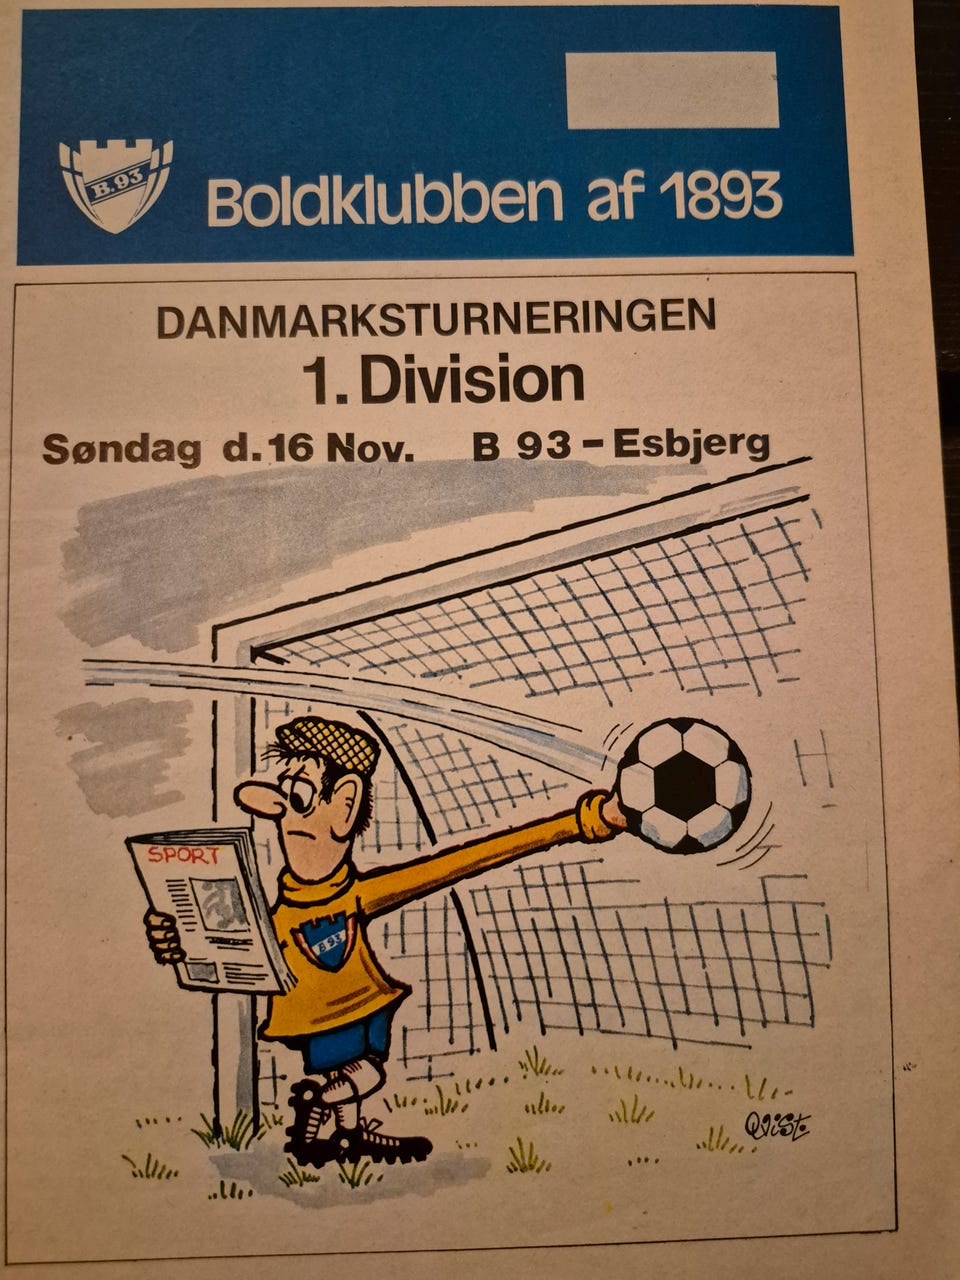 B.93
Boldklubben af 1893
DANMARKSTURNERINGEN
1. Division
Søndag d.16 Nov. B 93 - Esbjerg
SPORT
B 93
Qvist